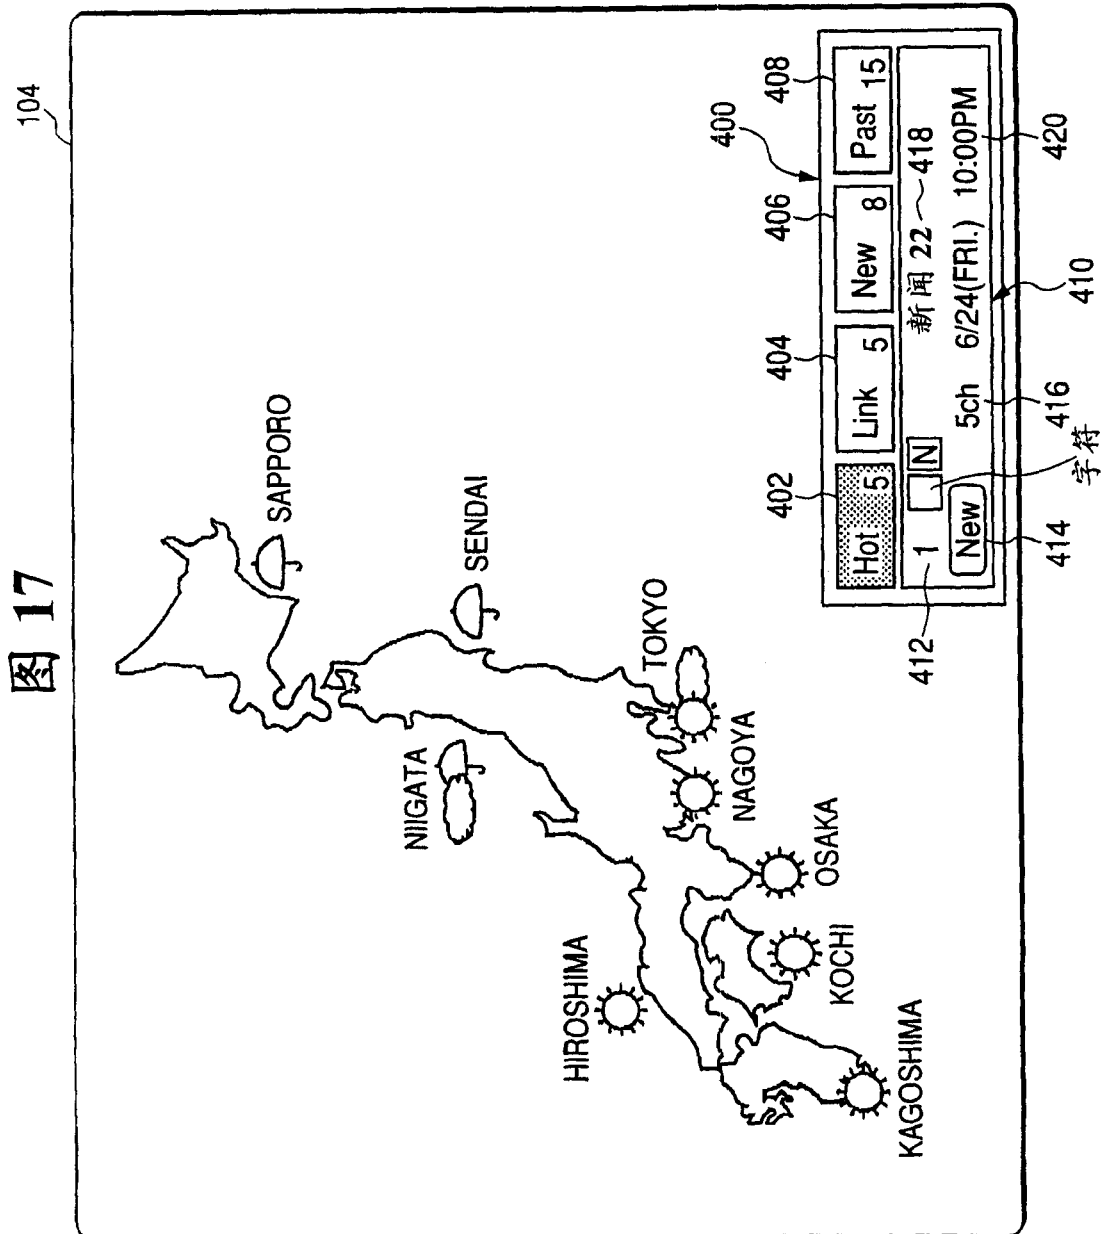 图 17
104
SAPPORO
SENDAI
NIIGATA
TOKYO
NAGOYA
HIROSHIMA
OSAKA
KOCHI
KAGOSHIMA
400
402 404 406 408
Hot 5 Link 5 New 8 Past 15
412 1 N 新闻 22 418
New 5ch 6/24(FRI.) 10:00PM
414 字符 416 410 420